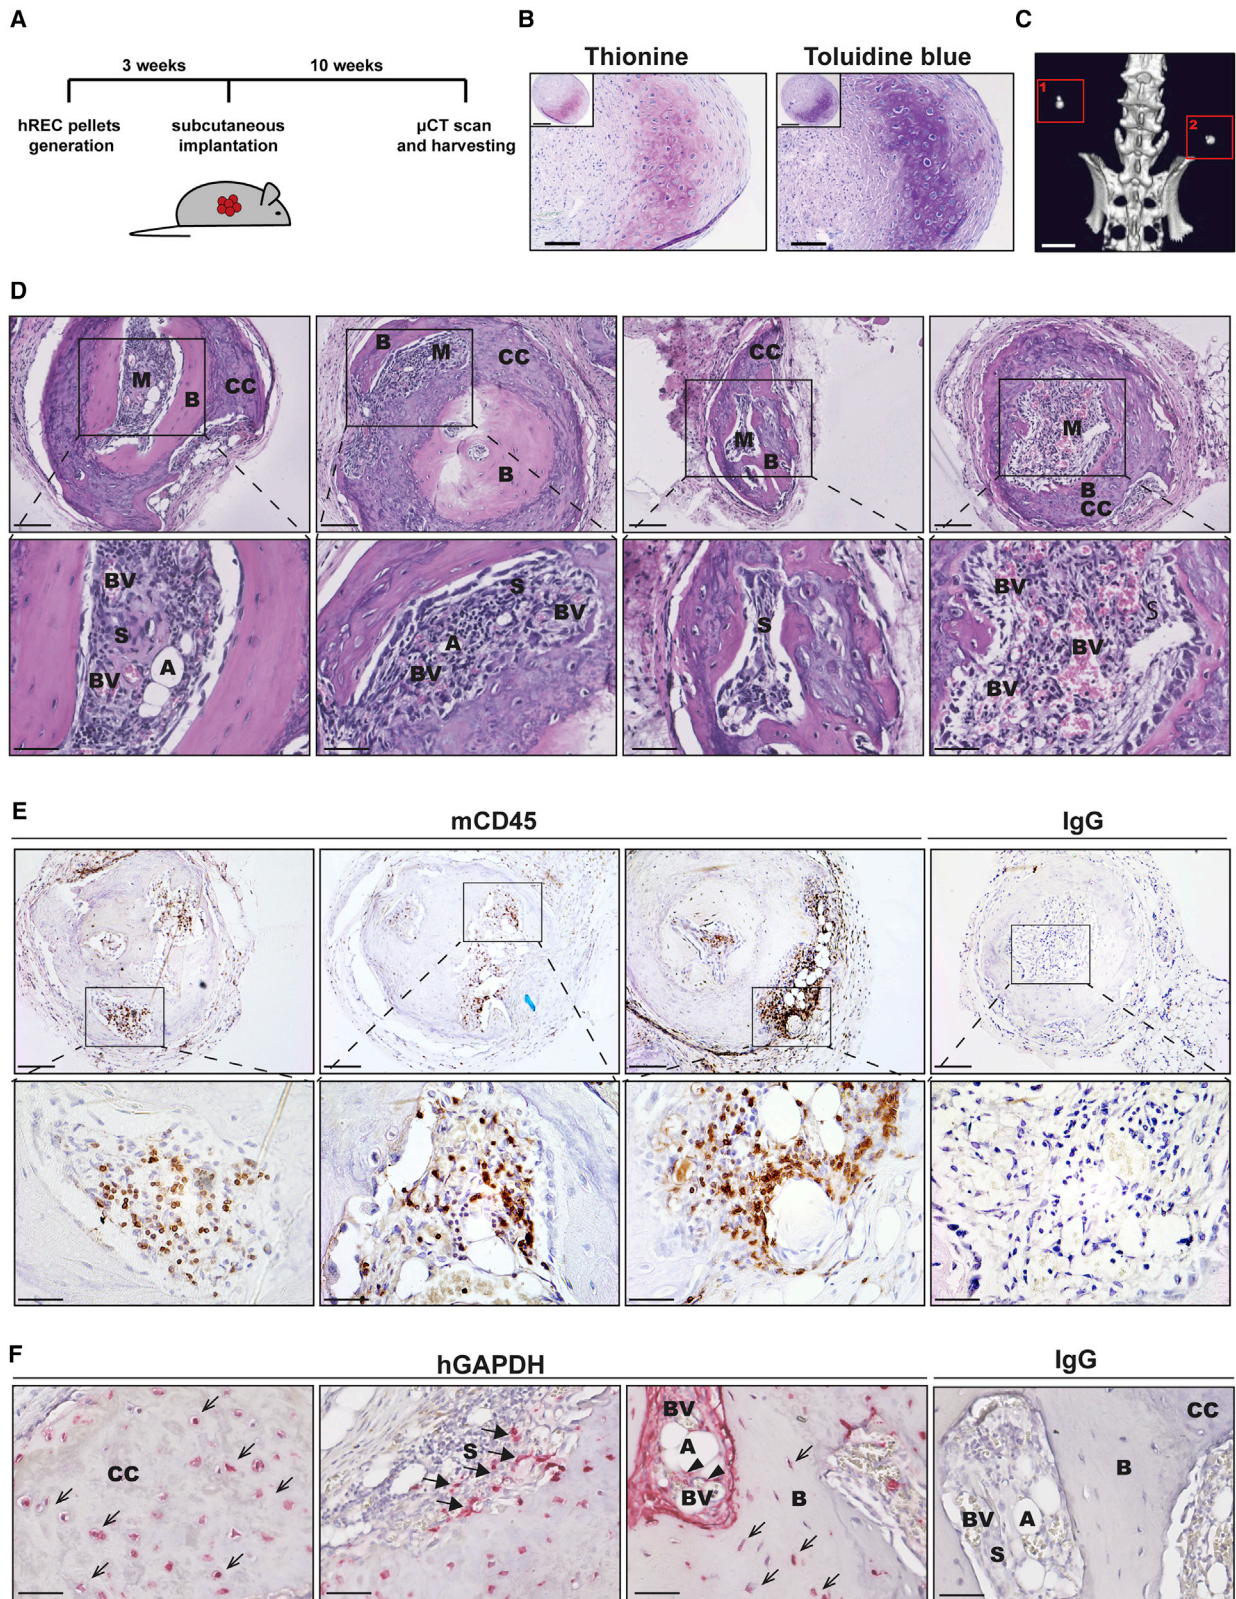 A
3 weeks
10 weeks
hREC pellets
generation
subcutaneous
implantation
µCT scan
and harvesting
B
Thionine
Toluidine blue
C
1
2
D
M
B
CC
B
M
CC
B
CC
M
B
M
B
CC
BV
S
A
BV
S
BV
A
BV
S
BV
S
BV
BV
E
mCD45
IgG
F
hGAPDH
IgG
CC
S
BV
A
BV
B
CC
B
BV
A
S